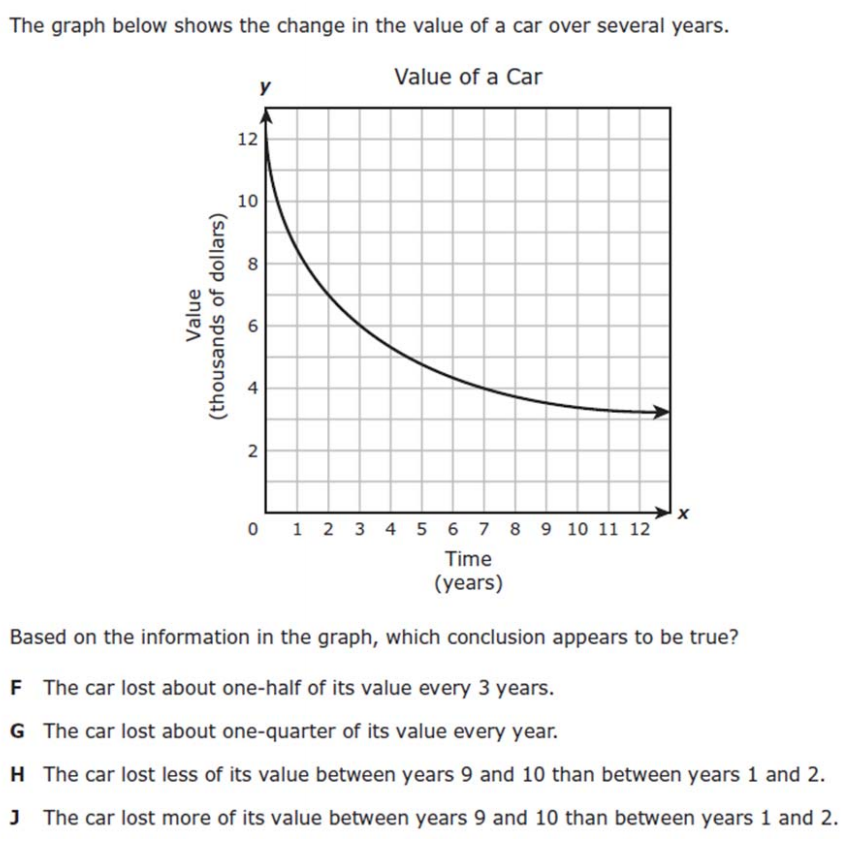 The graph below shows the change in the value of a car over several years.
Value of a Car
y
12
10
8
6
4
2
Value
(thousands of dollars)
0 1 2 3 4 5 6 7 8 9 10 11 12
x
Time
(years)
Based on the information in the graph, which conclusion appears to be true?
F The car lost about one-half of its value every 3 years.
G The car lost about one-quarter of its value every year.
H The car lost less of its value between years 9 and 10 than between years 1 and 2.
J The car lost more of its value between years 9 and 10 than between years 1 and 2.